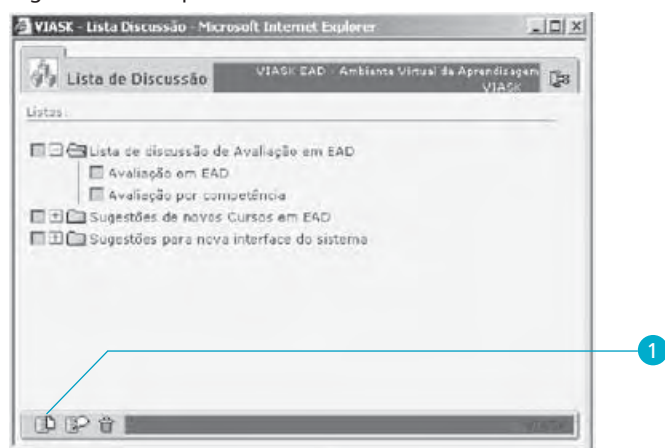 VIASK - Lista Discussão - Microsoft Internet Explorer
Lista de Discussão
VIASK EAD - Ambiente Virtual de Aprendizagem
VIASK
Listas:
Lista de discussão de Avaliação em EAD
Avaliação em EAD
Avaliação por competência
Sugestões de novos Cursos em EAD
Sugestões para nova interface do sistema
1